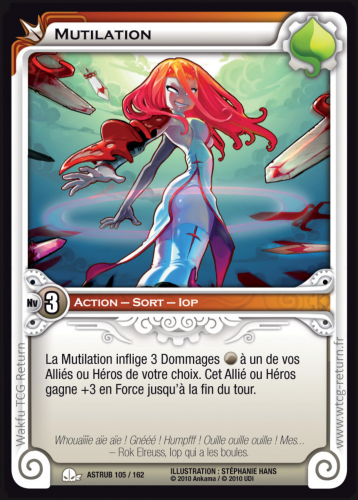 MUTILATION
Nv 3
ACTION – SORT – IOP
La Mutilation inflige 3 Dommages à un de vos
Alliés ou Héros de votre choix. Cet Allié ou Héros
gagne +3 en Force jusqu'à la fin du tour.
Whouaiïe aïe aïe ! Gnééé ! Humpfff ! Ouille ouille ouille ! Mes...
– Rok Elreuss, Iop qui a les boules.
Wakfu TCG Return
www.wtcg-return.fr
ASTRUB 105 / 162
ILLUSTRATION : STÉPHANIE HANS
© 2010 Ankama / © 2010 UDI